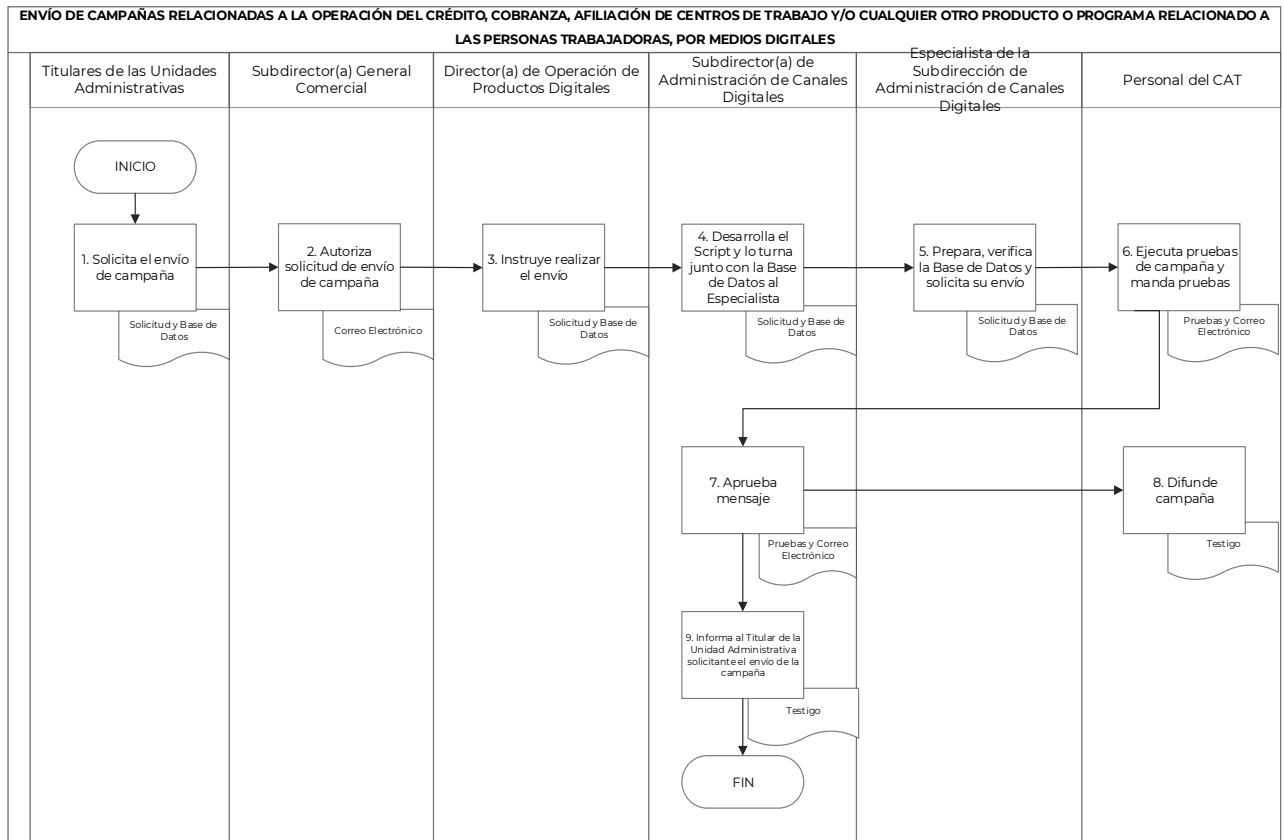 ENVÍO DE CAMPAÑAS RELACIONADAS A LA OPERACIÓN DEL CRÉDITO, COBRANZA, AFILIACIÓN DE CENTROS DE TRABAJO Y/O CUALQUIER OTRO PRODUCTO O PROGRAMA RELACIONADO A
LAS PERSONAS TRABAJADORAS, POR MEDIOS DIGITALES
Titulares de las Unidades
Administrativas
Subdirector(a) General
Comercial
Director(a) de Operación de
Productos Digitales
Subdirector(a) de
Administración de Canales
Digitales
Especialista de la
Subdirección de
Administración de Canales
Digitales
Personal del CAT
INICIO
1. Solicita el envío
de campaña
Solicitud y Base de
Datos
2. Autoriza
solicitud de envío
de campaña
Correo Electrónico
3. Instruye realizar
el envío
Solicitud y Base de
Datos
4. Desarrolla el
Script y lo turna
junto con la Base
de Datos al
Especialista
Solicitud y Base de
Datos
5. Prepara, verifica
la Base de Datos y
solicita su envío
Solicitud y Base de
Datos
6. Ejecuta pruebas
de campaña y
manda pruebas
Pruebas y Correo
Electrónico
7. Aprueba
mensaje
Pruebas y Correo
Electrónico
8. Difunde
campaña
Testigo
9. Informa al Titular de la
Unidad Administrativa
solicitante el envío de la
campaña
Testigo
FIN